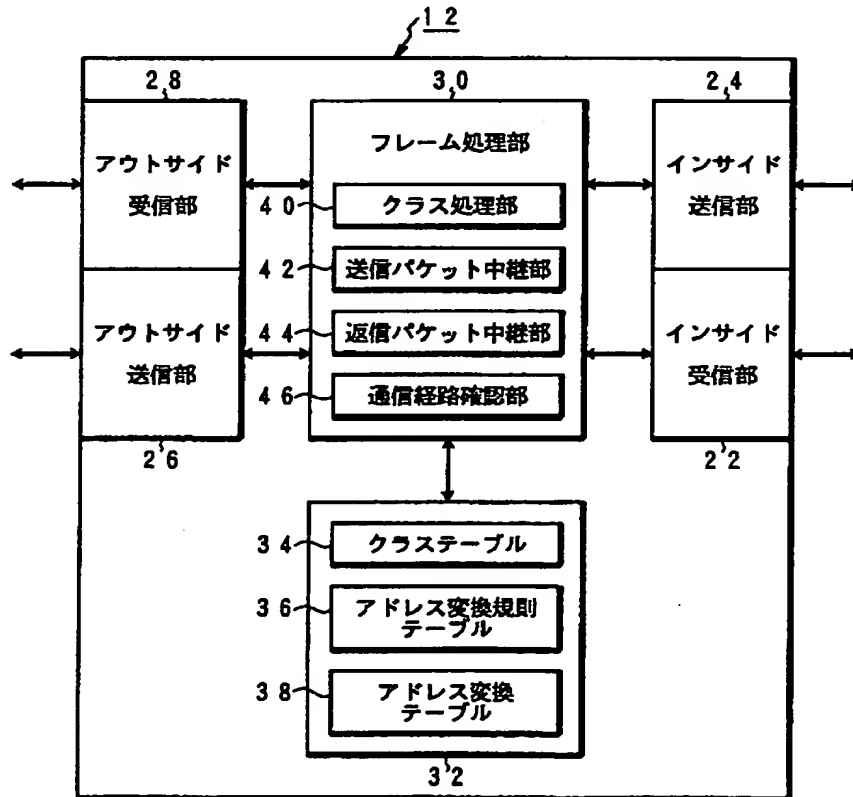 12
28
30
24
アウトサイド
受信部
フレーム処理部
インサイド
送信部
40
クラス処理部
42
送信パケット中継部
アウトサイド
送信部
44
返信パケット中継部
インサイド
受信部
46
通信経路確認部
26
22
34
クラステーブル
36
アドレス変換規則
テーブル
38
アドレス変換
テーブル
32